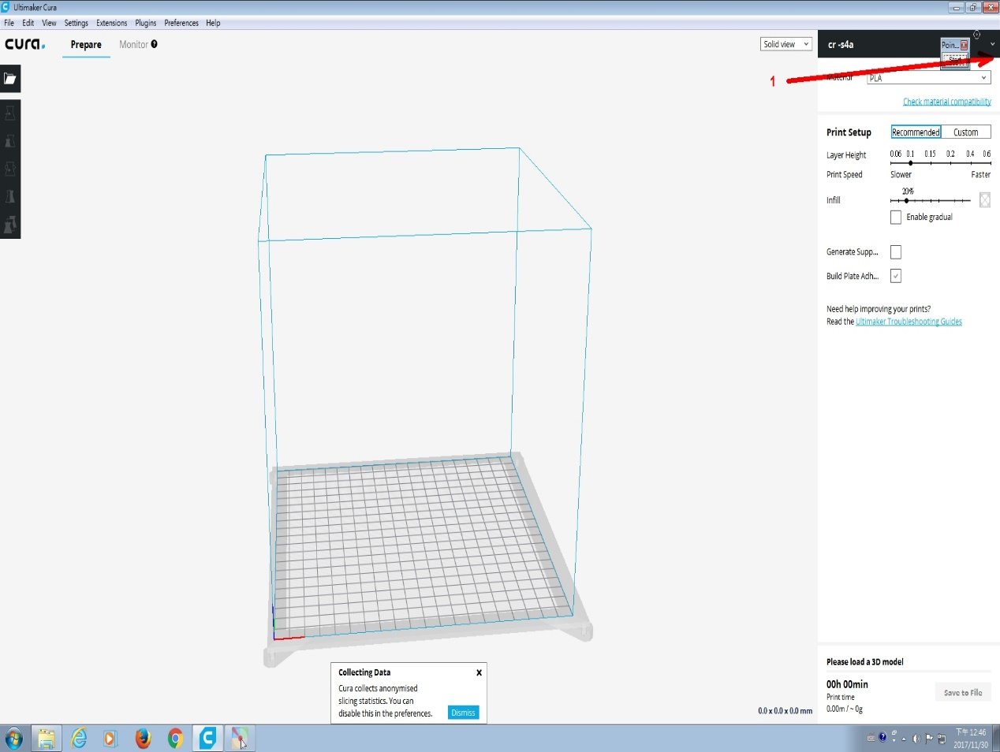 Ultimaker Cura
File Edit View Settings Extensions Plugins Preferences Help
cura.
Prepare
Monitor ?
Solid view
cr -s4a
Poin...
Start
1
Material
PLA
Check material compatibility
Print Setup
Recommended
Custom
Layer Height
0.06 0.1 0.15 0.2 0.4 0.6
Print Speed
Slower
Faster
20%
Infill
Enable gradual
Generate Supp...
Build Plate Adh...
Need help improving your prints?
Read the Ultimaker Troubleshooting Guides
Collecting Data
Cura collects anonymised
slicing statistics. You can
disable this in the preferences.
Dismiss
0.0 x 0.0 x 0.0 mm
Please load a 3D model
00h 00min
Print time
0.00m / ~ 0g
Save to File
下午 12:46
2017/11/30